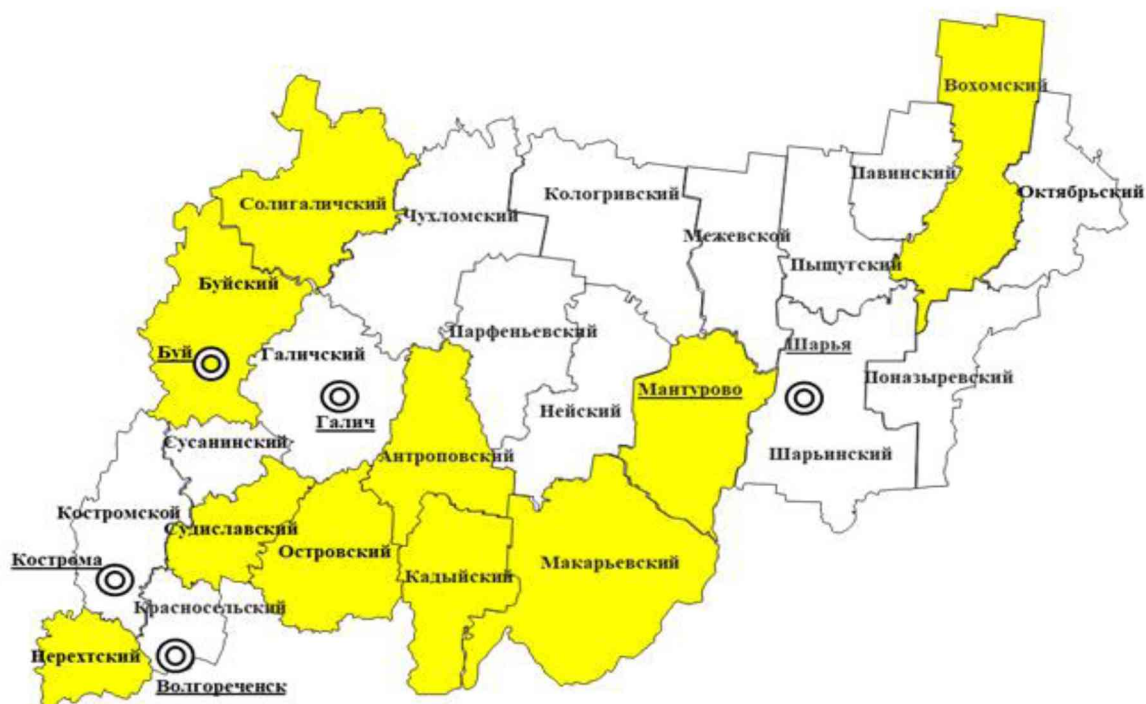 Вохомский
Павинский
Октябрьский
Солигаличский
Чухломский
Кологривский
Межевской
Пыщугский
Буйский
Парфеньевский
Шарья
Буй
Галичский
Поназыревский
Мантурово
Галич
Нейский
Сусанинский
Антроповский
Шарьинский
Костромской
Судиславский
Островский
Кострома
Кадыйский
Макарьевский
Красносельский
Нерехтский
Волгореченск